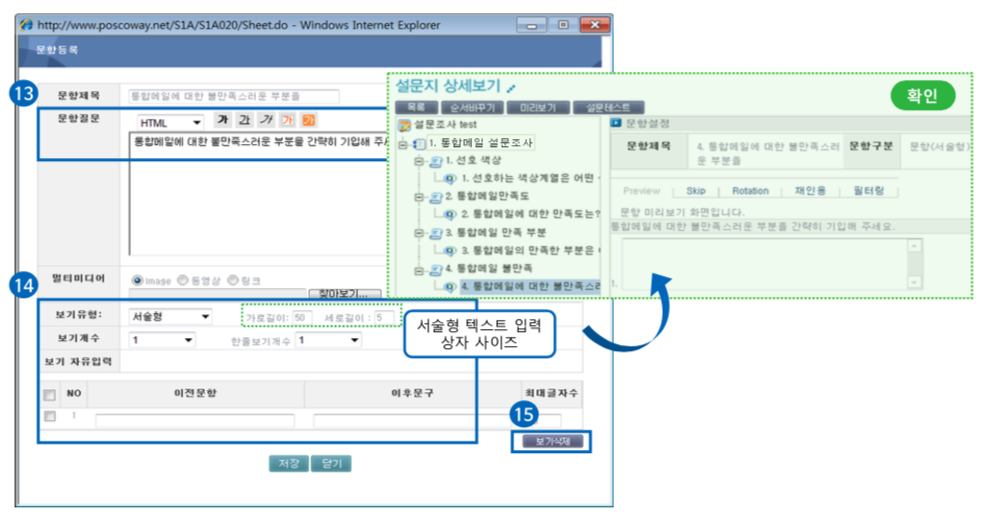 http://www.poscoway.net/S1A/S1A020/Sheet.do - Windows Internet Explorer
문항등록
13
문항제목 통합메일에 대한 불만족스러운 부분을
문항질문 HTML 가 가 가 가 가
통합메일에 대한 불만족스러운 부분을 간략히 기입해 주세
멀티미디어 Image 동영상 링크
찾아보기...
14
보기유형: 서술형 가로길이: 50 세로길이 : 5
보기개수 1 한줄보기개수 1
보기 자유입력
NO 이전문항 이후문구 최대글자수
1
15
보기삭제
저장 닫기
서술형 텍스트 입력
상자 사이즈
설문지 상세보기
확인
목록 순서바꾸기 미리보기 설문테스트
설문조사 test
1. 통합메일 설문조사
1. 선호 색상
1. 선호하는 색상계열은 어떤
2. 통합메일만족도
2. 통합메일에 대한 만족도는?
3. 통합메일 만족 부분
3. 통합메일의 만족한 부분은
4. 통합메일 불만족
4. 통합메일에 대한 불만족스러
문항설정
문항제목 4. 통합메일에 대한 불만족스러운 부분을 문항구분 문항(서술형)
Preview Skip Rotation 재인용 필터링
문항 미리보기 화면입니다.
통합메일에 대한 불만족스러운 부분을 간략히 기입해 주세요.
1.